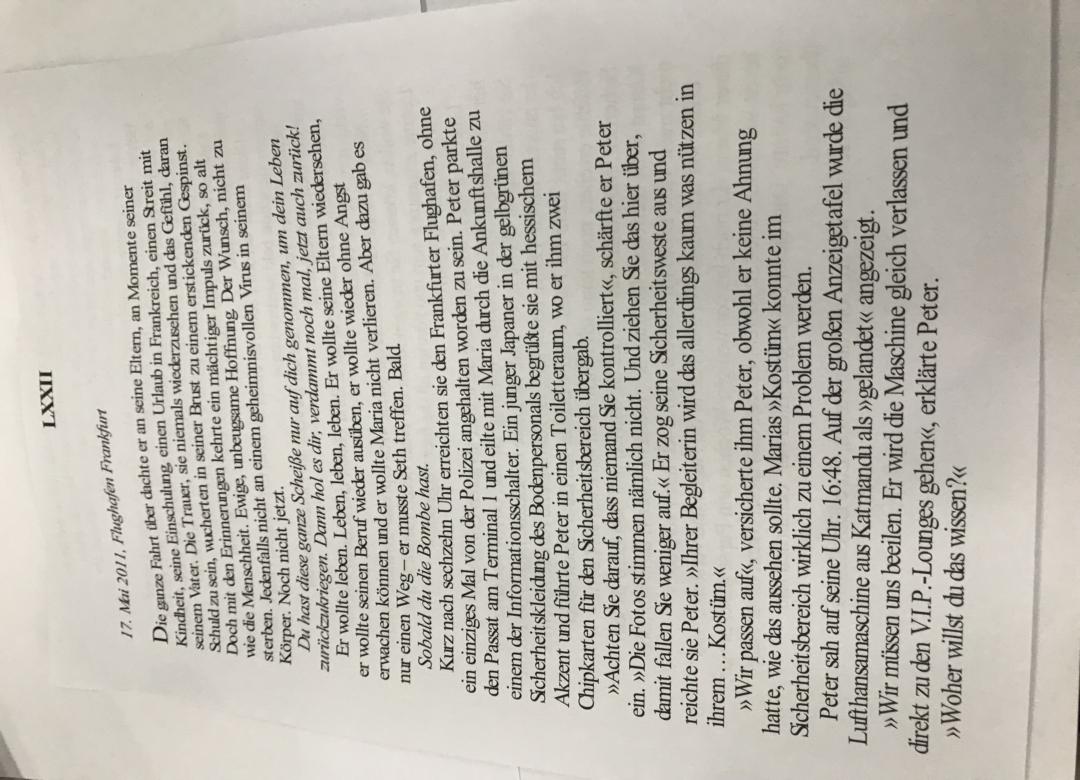 LXXII
17. Mai 2011, Flughafen Frankfurt
Die ganze Fahrt über dachte er an seine Eltern, an Momente seiner
Kindheit, seine Einschulung, einen Urlaub in Frankreich, einen Streit mit
seinem Vater. Die Trauer, sie niemals wiederzusehen und das Gefühl, daran
Schuld zu sein, wucherten in seiner Brust zu einem erstickenden Gespinst.
Doch mit den Erinnerungen kehrte ein mächtiger Impuls zurück, so alt
wie die Menschheit. Ewige, unbeugsame Hoffnung. Der Wunsch, nicht zu
sterben. Jedenfalls nicht an einem geheimnisvollen Virus in seinem
Körper. Noch nicht jetzt.
Du hast diese ganze Scheiße nur auf dich genommen, um dein Leben
zurückzukriegen. Dann hol es dir, verdammt noch mal, jetzt auch zurück!
Er wollte leben. Leben, leben, leben. Er wollte seine Eltern wiedersehen,
er wollte seinen Beruf wieder ausüben, er wollte wieder ohne Angst
erwachen können und er wollte Maria nicht verlieren. Aber dazu gab es
nur einen Weg – er musste Seth treffen. Bald.
Sobald du die Bombe hast.
Kurz nach sechzehn Uhr erreichten sie den Frankfurter Flughafen, ohne
ein einziges Mal von der Polizei angehalten worden zu sein. Peter parkte
den Passat am Terminal 1 und eilte mit Maria durch die Ankunftshalle zu
einem der Informationsschalter. Ein junger Japaner in der gelbgrünen
Sicherheitskleidung des Bodenpersonals begrüßte sie mit hessischem
Akzent und führte Peter in einen Toilettenraum, wo er ihm zwei
Chipkarten für den Sicherheitsbereich übergab.
»Achten Sie darauf, dass niemand Sie kontrolliert«, schärfte er Peter
ein. »Die Fotos stimmen nämlich nicht. Und ziehen Sie das hier über,
damit fallen Sie weniger auf.« Er zog seine Sicherheitsweste aus und
reichte sie Peter. »Ihrer Begleiterin wird das allerdings kaum was nützen in
ihrem … Kostüm.«
»Wir passen auf«, versicherte ihm Peter, obwohl er keine Ahnung
hatte, wie das aussehen sollte. Marias »Kostüm« konnte im
Sicherheitsbereich wirklich zu einem Problem werden.
Peter sah auf seine Uhr. 16:48. Auf der großen Anzeigetafel wurde die
Lufthansamaschine aus Katmandu als »gelandet« angezeigt.
»Wir müssen uns beeilen. Er wird die Maschine gleich verlassen und
direkt zu den V.I.P.-Lounges gehen«, erklärte Peter.
»Woher willst du das wissen?«